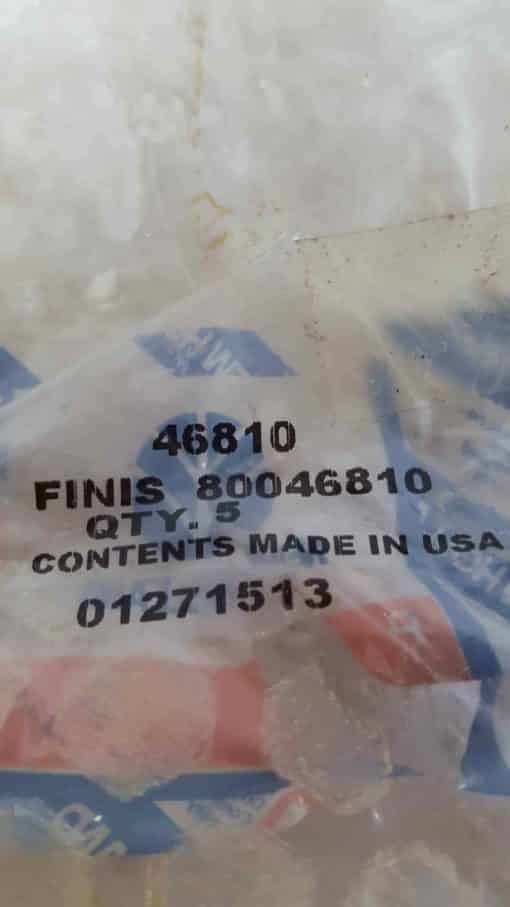 46810
FINIS 80046810
QTY. 5
CONTENTS MADE IN USA
01271513